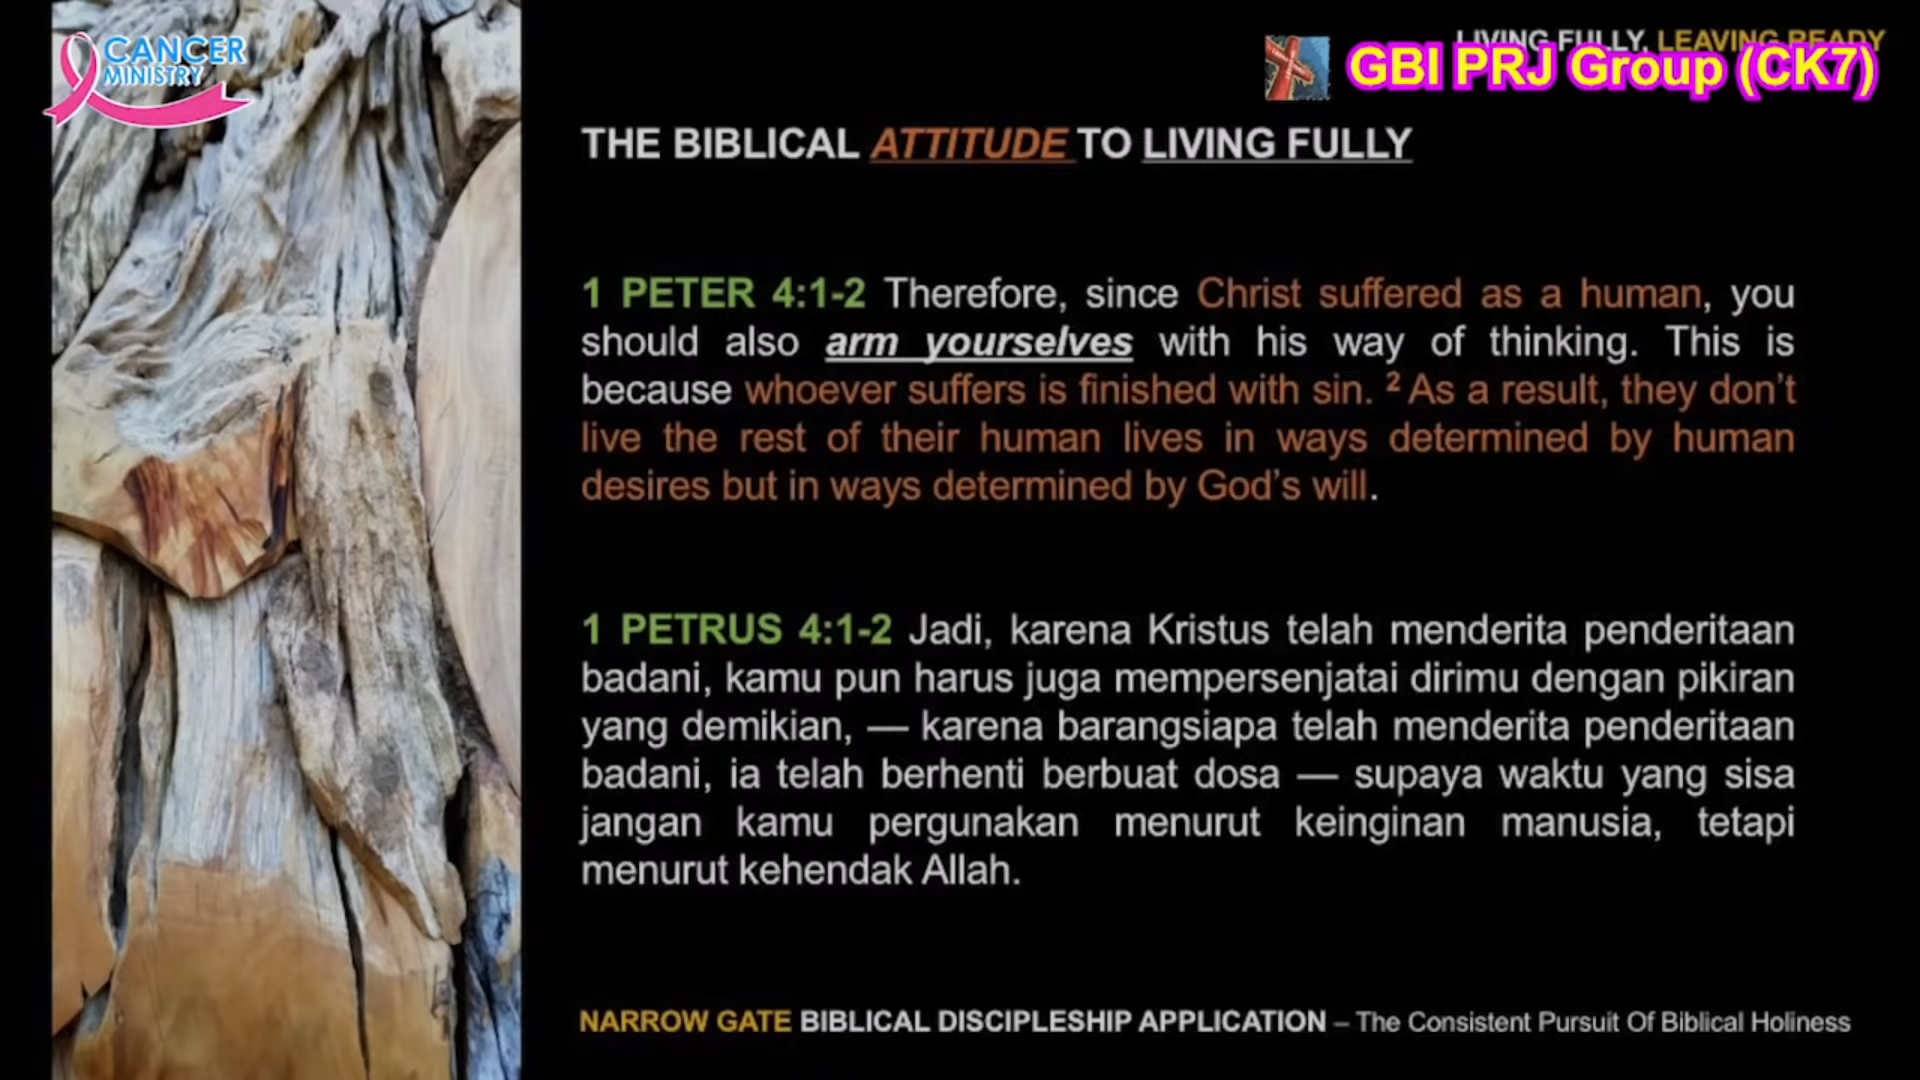 CANCER
MINISTRY
LIVING FULLY, LEAVING READY
GBI PRJ Group (CK7)
THE BIBLICAL ATTITUDE TO LIVING FULLY
1 PETER 4:1-2 Therefore, since Christ suffered as a human, you
should also arm yourselves with his way of thinking. This is
because whoever suffers is finished with sin. ² As a result, they don’t
live the rest of their human lives in ways determined by human
desires but in ways determined by God’s will.
1 PETRUS 4:1-2 Jadi, karena Kristus telah menderita penderitaan
badani, kamu pun harus juga mempersenjatai dirimu dengan pikiran
yang demikian, — karena barangsiapa telah menderita penderitaan
badani, ia telah berhenti berbuat dosa — supaya waktu yang sisa
jangan kamu pergunakan menurut keinginan manusia, tetapi
menurut kehendak Allah.
NARROW GATE BIBLICAL DISCIPLESHIP APPLICATION – The Consistent Pursuit Of Biblical Holiness